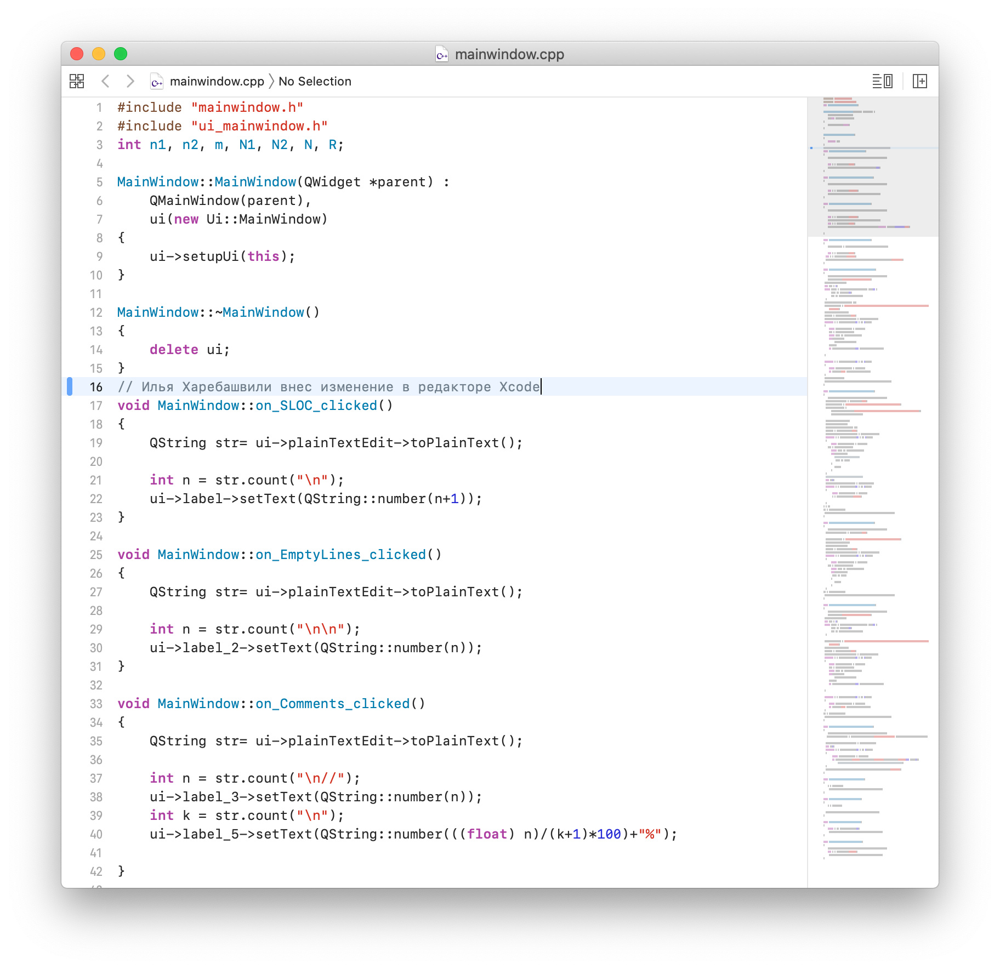 mainwindow.cpp
mainwindow.cpp 〉 No Selection
1 #include "mainwindow.h"
2 #include "ui_mainwindow.h"
3 int n1, n2, m, N1, N2, N, R;
4
5 MainWindow::MainWindow(QWidget *parent) :
6     QMainWindow(parent),
7     ui(new Ui::MainWindow)
8 {
9     ui->setupUi(this);
10 }
11
12 MainWindow::~MainWindow()
13 {
14     delete ui;
15 }
16 // Илья Харебашвили внес изменение в редакторе Xcode
17 void MainWindow::on_SLOC_clicked()
18 {
19     QString str= ui->plainTextEdit->toPlainText();
20
21     int n = str.count("\n");
22     ui->label->setText(QString::number(n+1));
23 }
24
25 void MainWindow::on_EmptyLines_clicked()
26 {
27     QString str= ui->plainTextEdit->toPlainText();
28
29     int n = str.count("\n\n");
30     ui->label_2->setText(QString::number(n));
31 }
32
33 void MainWindow::on_Comments_clicked()
34 {
35     QString str= ui->plainTextEdit->toPlainText();
36
37     int n = str.count("\n//");
38     ui->label_3->setText(QString::number(n));
39     int k = str.count("\n");
40     ui->label_5->setText(QString::number(((float) n)/(k+1)*100)+"%");
41
42 }